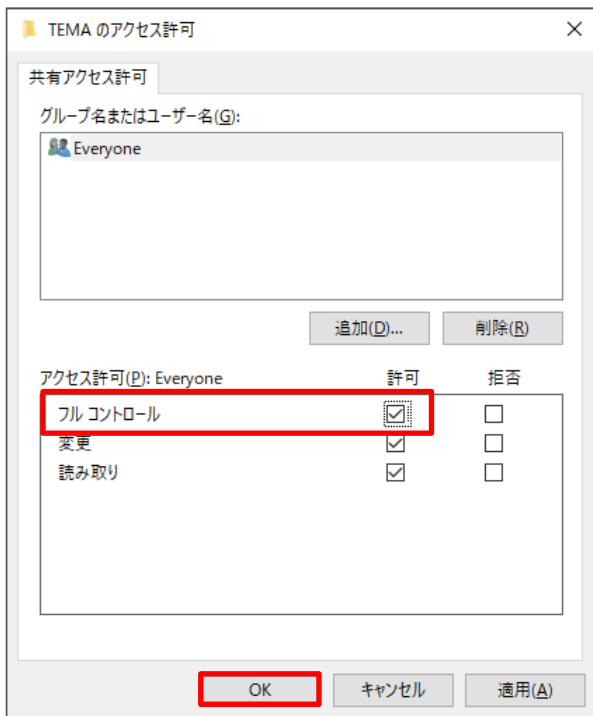 TEMA のアクセス許可
共有アクセス許可
グループ名またはユーザー名(G):
Everyone
追加(D)...
削除(R)
アクセス許可(P): Everyone 許可 拒否
フル コントロール
変更
読み取り
OK キャンセル 適用(A)